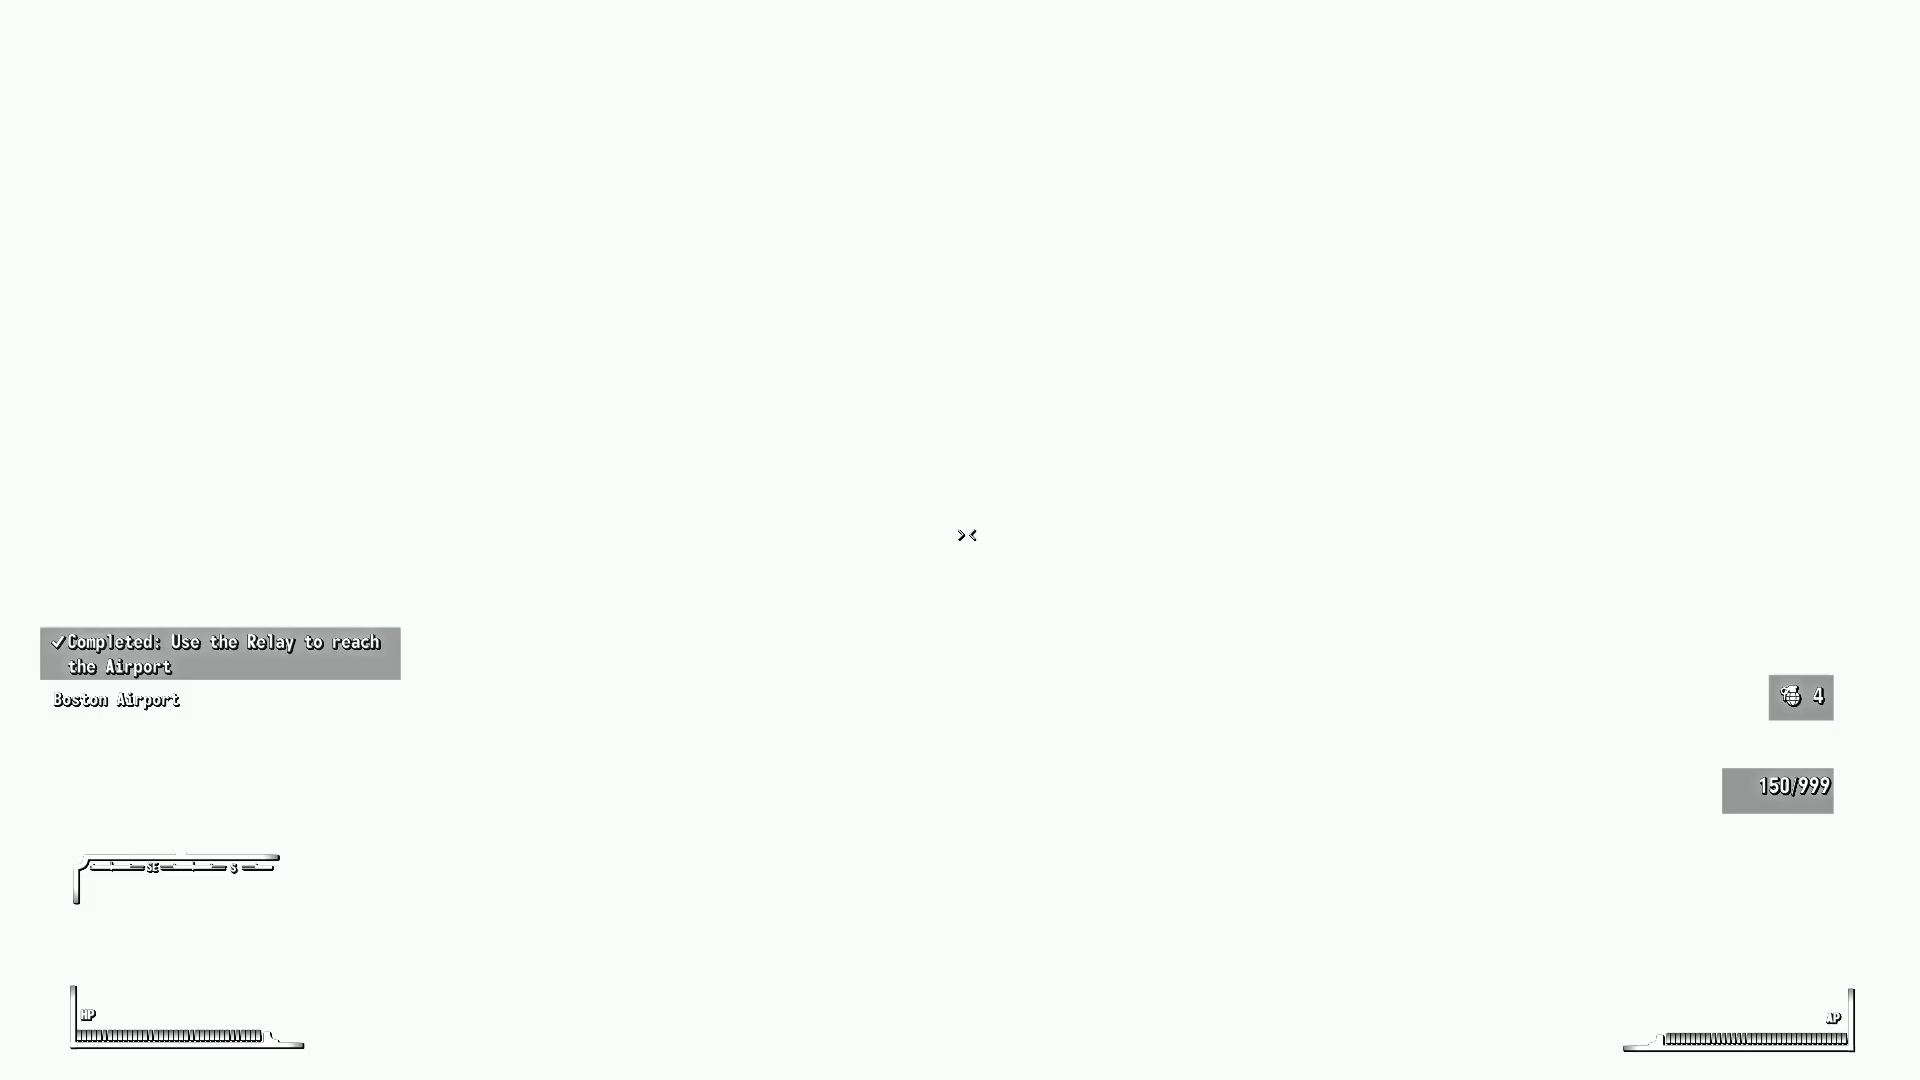 ✓Completed: Use the Relay to reach
the Airport
Boston Airport
4
150/999
SE S
HP
AP